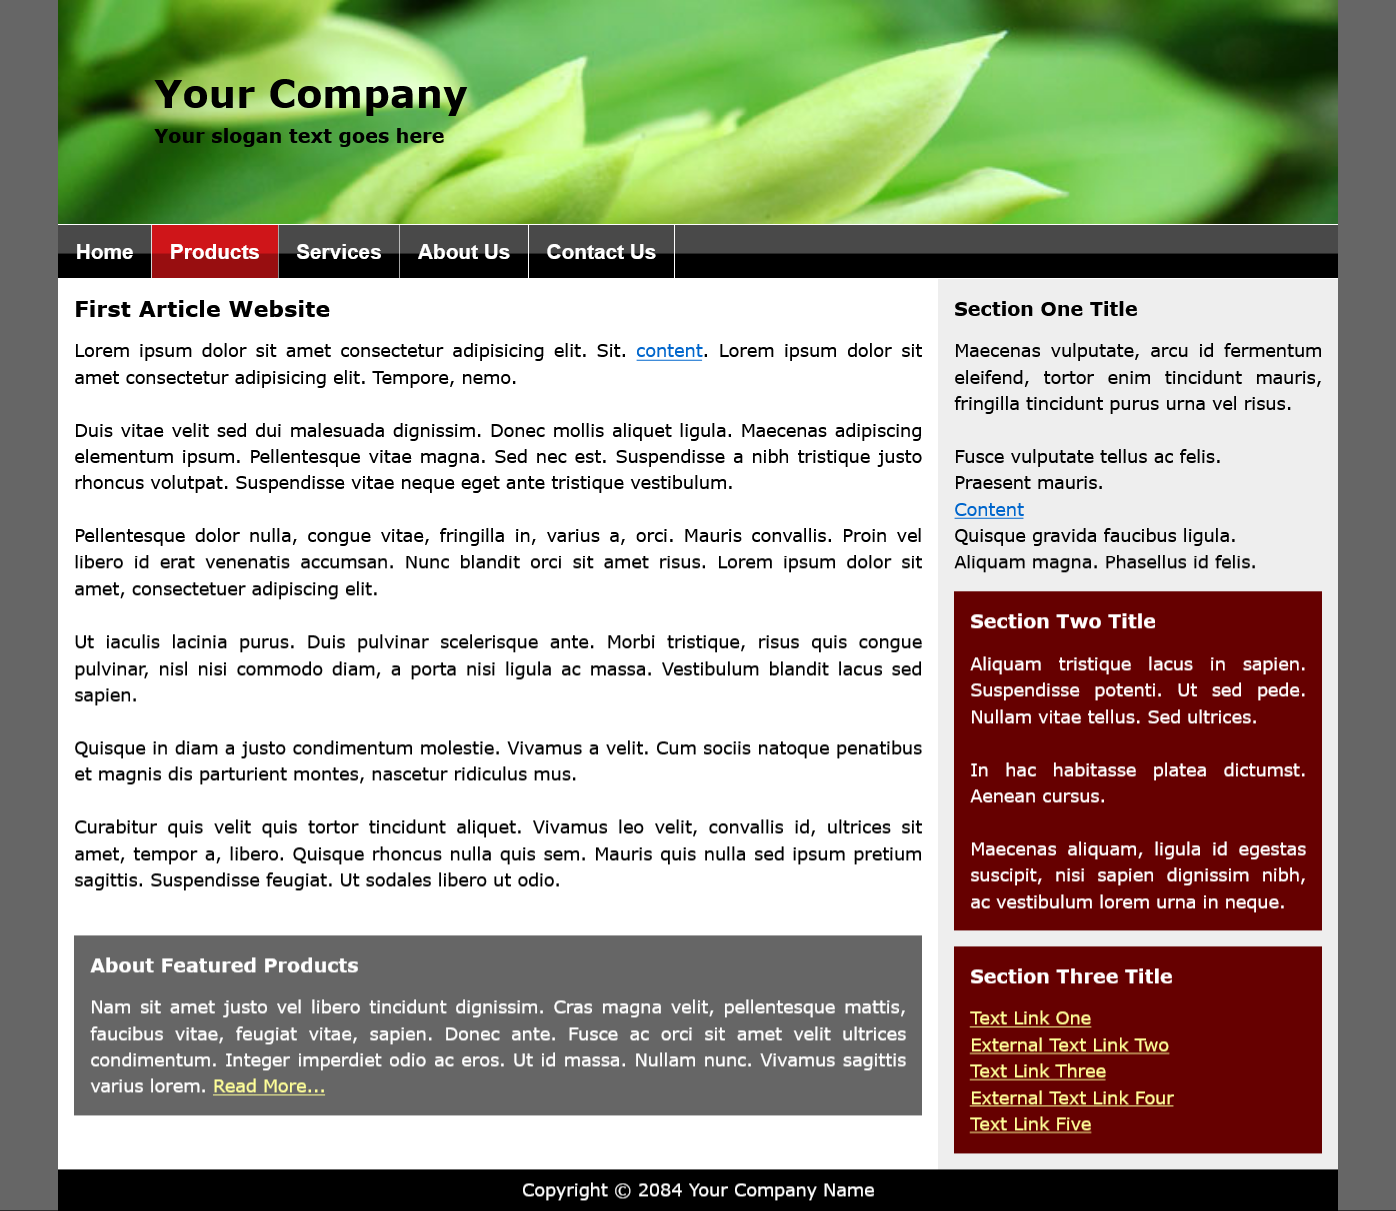 Your Company
Your slogan text goes here
Home Products Services About Us Contact Us
First Article Website
Lorem ipsum dolor sit amet consectetur adipisicing elit. Sit. content. Lorem ipsum dolor sit
amet consectetur adipisicing elit. Tempore, nemo.
Duis vitae velit sed dui malesuada dignissim. Donec mollis aliquet ligula. Maecenas adipiscing
elementum ipsum. Pellentesque vitae magna. Sed nec est. Suspendisse a nibh tristique justo
rhoncus volutpat. Suspendisse vitae neque eget ante tristique vestibulum.
Pellentesque dolor nulla, congue vitae, fringilla in, varius a, orci. Mauris convallis. Proin vel
libero id erat venenatis accumsan. Nunc blandit orci sit amet risus. Lorem ipsum dolor sit
amet, consectetuer adipiscing elit.
Ut iaculis lacinia purus. Duis pulvinar scelerisque ante. Morbi tristique, risus quis congue
pulvinar, nisl nisi commodo diam, a porta nisi ligula ac massa. Vestibulum blandit lacus sed
sapien.
Quisque in diam a justo condimentum molestie. Vivamus a velit. Cum sociis natoque penatibus
et magnis dis parturient montes, nascetur ridiculus mus.
Curabitur quis velit quis tortor tincidunt aliquet. Vivamus leo velit, convallis id, ultrices sit
amet, tempor a, libero. Quisque rhoncus nulla quis sem. Mauris quis nulla sed ipsum pretium
sagittis. Suspendisse feugiat. Ut sodales libero ut odio.
About Featured Products
Nam sit amet justo vel libero tincidunt dignissim. Cras magna velit, pellentesque mattis,
faucibus vitae, feugiat vitae, sapien. Donec ante. Fusce ac orci sit amet velit ultrices
condimentum. Integer imperdiet odio ac eros. Ut id massa. Nullam nunc. Vivamus sagittis
varius lorem. Read More...
Section One Title
Maecenas vulputate, arcu id fermentum
eleifend, tortor enim tincidunt mauris,
fringilla tincidunt purus urna vel risus.
Fusce vulputate tellus ac felis.
Praesent mauris.
Content
Quisque gravida faucibus ligula.
Aliquam magna. Phasellus id felis.
Section Two Title
Aliquam tristique lacus in sapien.
Suspendisse potenti. Ut sed pede.
Nullam vitae tellus. Sed ultrices.
In hac habitasse platea dictumst.
Aenean cursus.
Maecenas aliquam, ligula id egestas
suscipit, nisi sapien dignissim nibh,
ac vestibulum lorem urna in neque.
Section Three Title
Text Link One
External Text Link Two
Text Link Three
External Text Link Four
Text Link Five
Copyright © 2084 Your Company Name